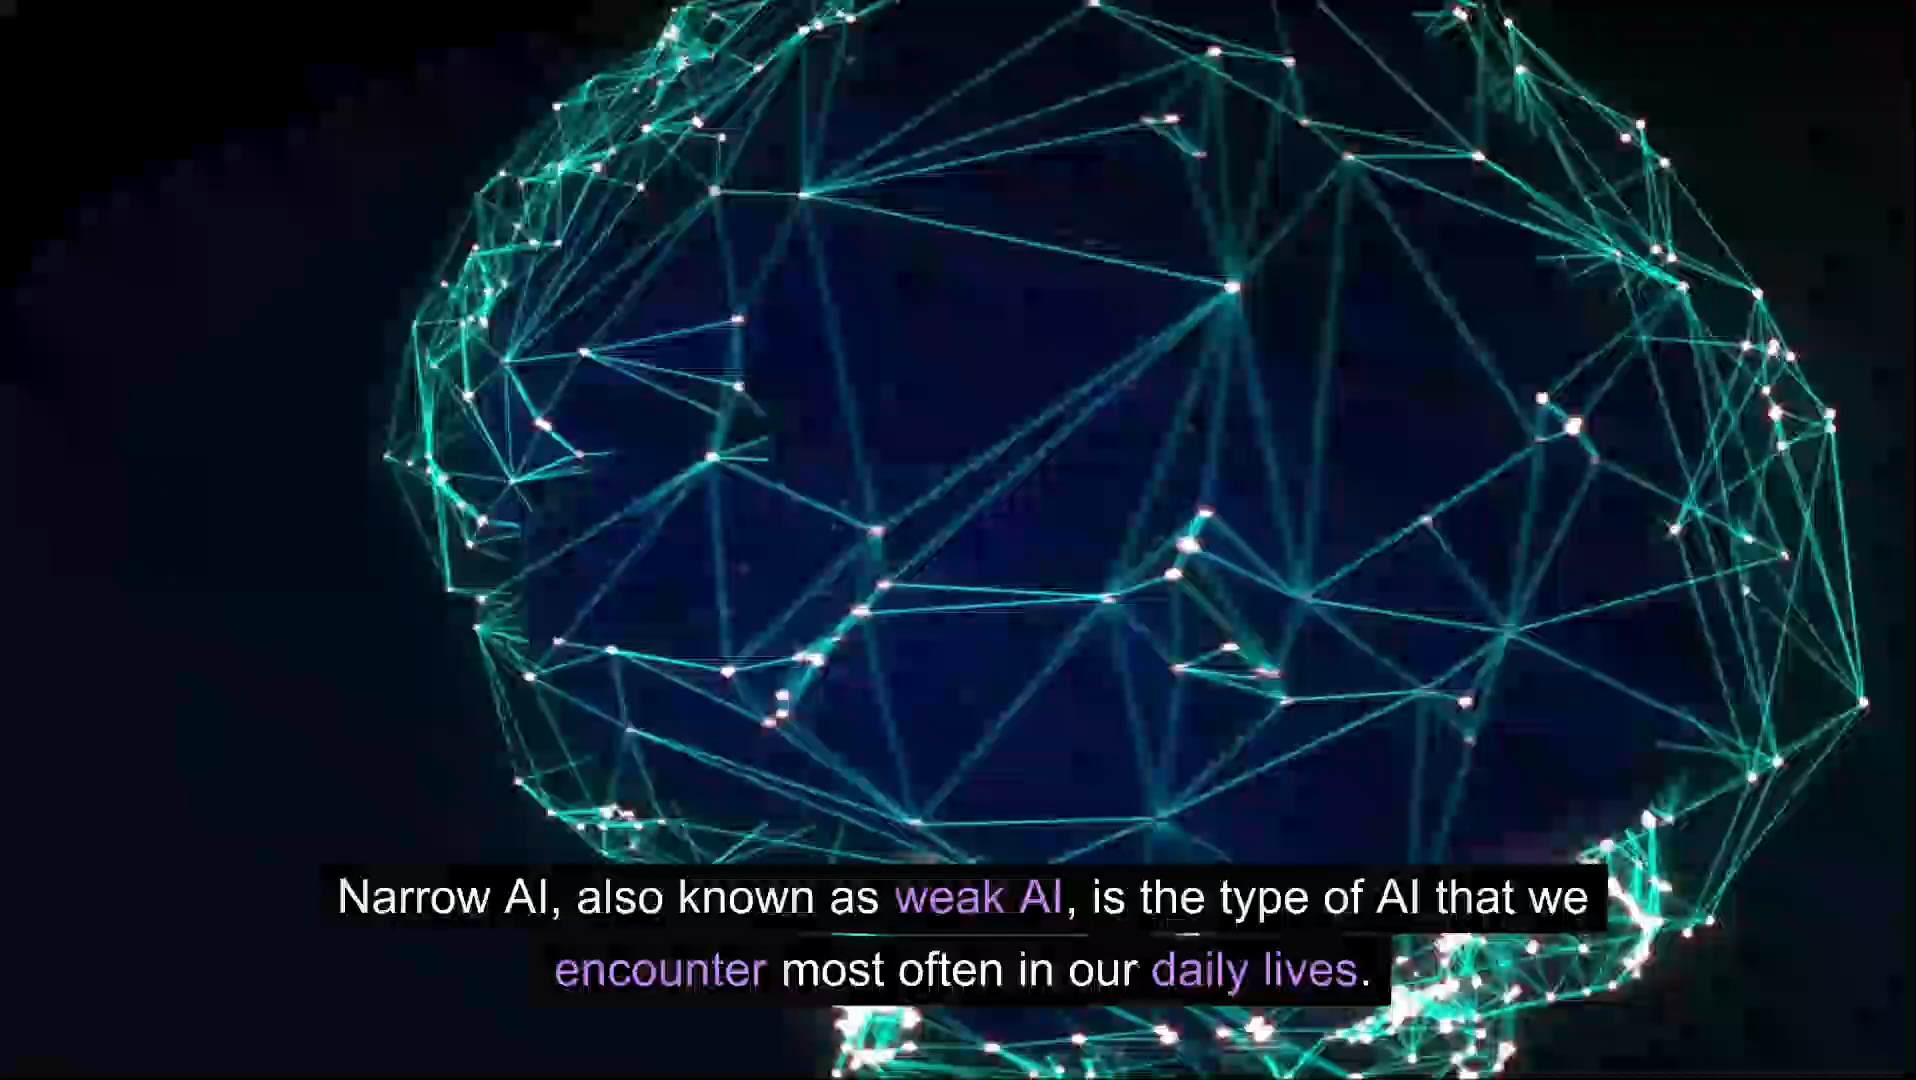 Narrow AI, also known as weak AI, is the type of AI that we
encounter most often in our daily lives.